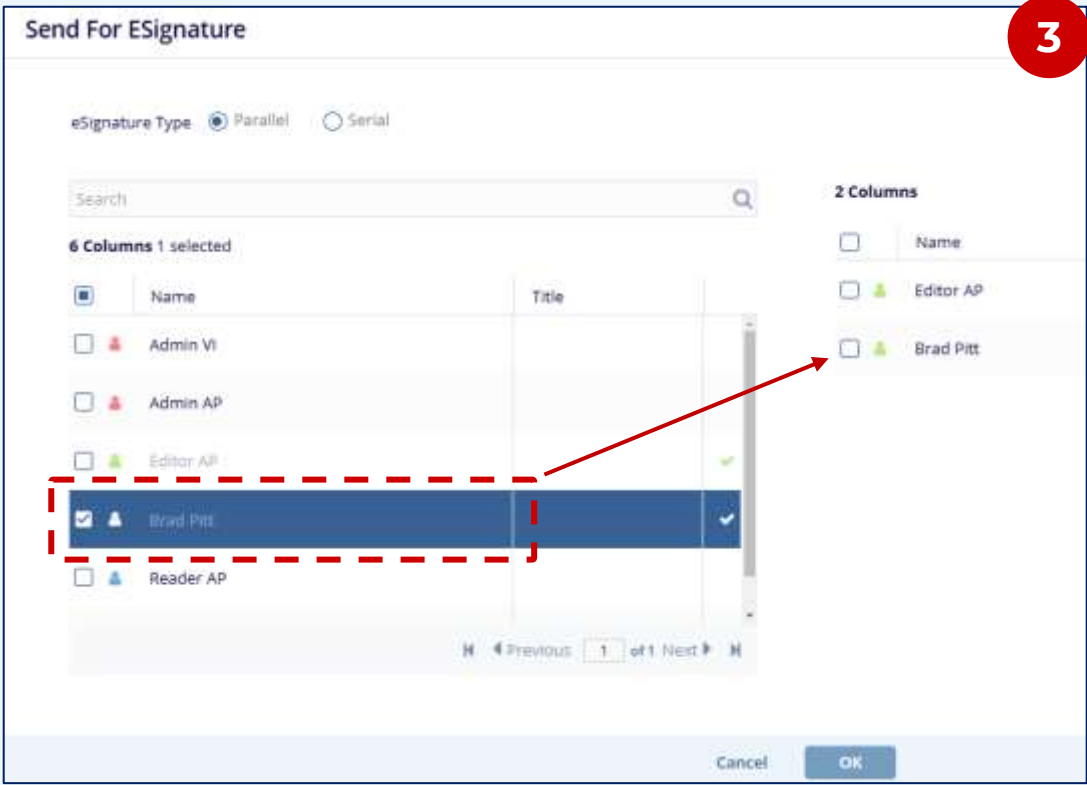 Send For ESignature
3
eSignature Type Parallel Serial
Search
6 Columns 1 selected
Name Title
Admin VI
Admin AP
Editor AP
Brad Pitt
Reader AP
Previous 1 of 1 Next
2 Columns
Name
Editor AP
Brad Pitt
Cancel OK